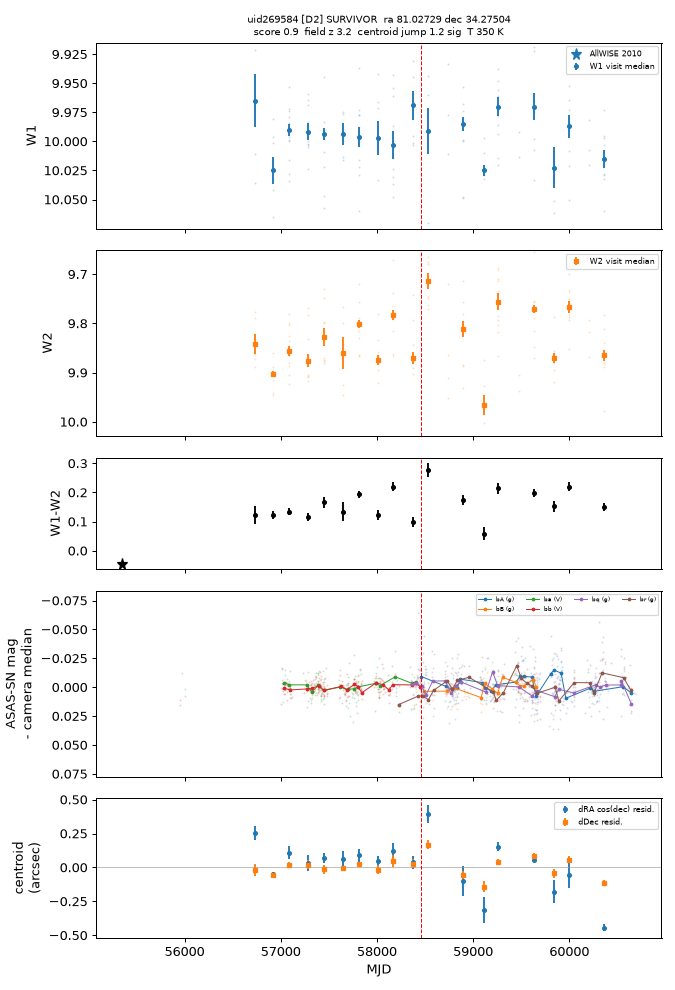 uid269584 [D2] SURVIVOR  ra 81.02729 dec 34.27504
score 0.9  field z 3.2  centroid jump 1.2 sig  T 350 K
9.925
9.950
9.975
10.000
10.025
10.050
W1
AllWISE 2010
W1 visit median
9.7
9.8
9.9
10.0
W2
W2 visit median
0.3
0.2
0.1
0.0
W1-W2
−0.075
−0.050
−0.025
0.000
0.025
0.050
0.075
ASAS-SN mag
- camera median
bA (g)
bB (g)
ba (V)
bb (V)
bq (g)
br (g)
0.50
0.25
0.00
−0.25
−0.50
centroid
(arcsec)
dRA cos(dec) resid.
dDec resid.
56000
57000
58000
59000
60000
MJD